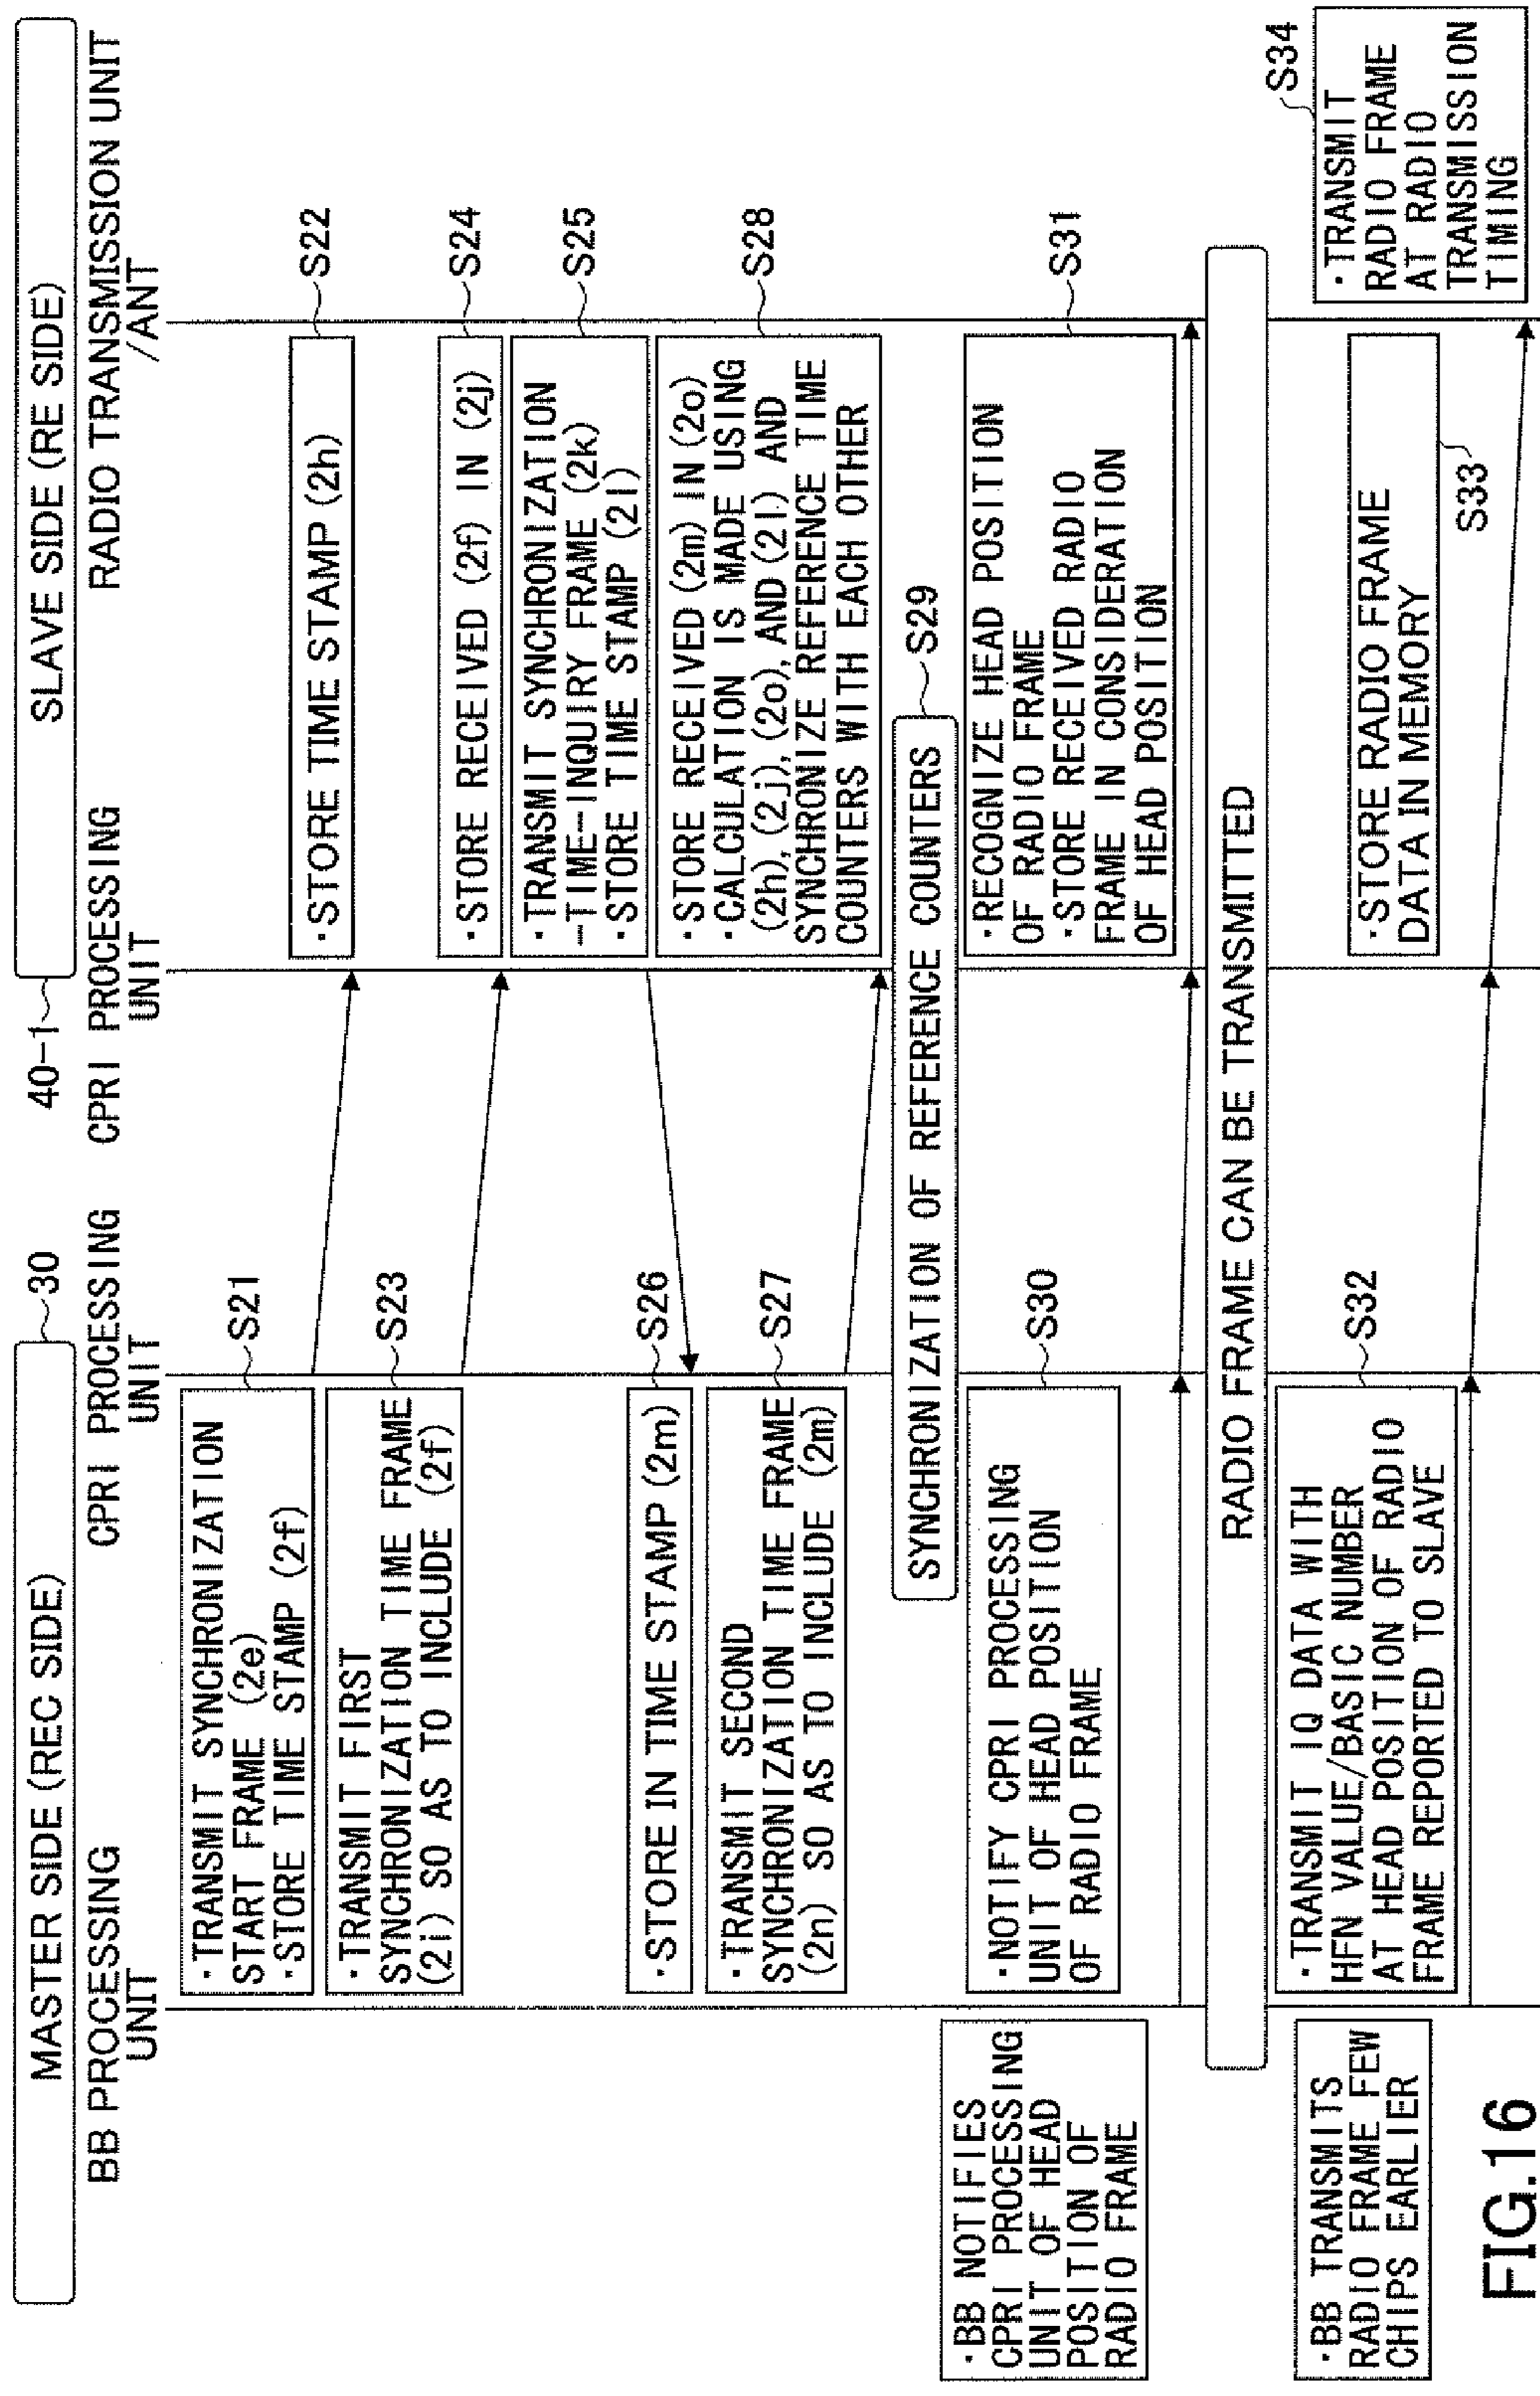 MASTER SIDE (REC SIDE)
30
40-1
SLAVE SIDE (RE SIDE)
BB PROCESSING
UNIT
CPRI PROCESSING
UNIT
CPRI PROCESSING
UNIT
RADIO TRANSMISSION UNIT
/ANT
S21
・TRANSMIT SYNCHRONIZATION
START FRAME (2e)
・STORE TIME STAMP (2f)
S22
・STORE TIME STAMP (2h)
S23
・TRANSMIT FIRST
SYNCHRONIZATION TIME FRAME
(2i) SO AS TO INCLUDE (2f)
S24
・STORE RECEIVED (2f) IN (2j)
S25
・TRANSMIT SYNCHRONIZATION
-TIME-INQUIRY FRAME (2k)
・STORE TIME STAMP (2l)
S26
・STORE IN TIME STAMP (2m)
S27
・TRANSMIT SECOND
SYNCHRONIZATION TIME FRAME
(2n) SO AS TO INCLUDE (2m)
S28
・STORE RECEIVED (2m) IN (2o)
・CALCULATION IS MADE USING
(2h), (2j), (2o), AND (2l) AND
SYNCHRONIZE REFERENCE TIME
COUNTERS WITH EACH OTHER
SYNCHRONIZATION OF REFERENCE COUNTERS
S29
・BB NOTIFIES
CPRI PROCESSING
UNIT OF HEAD
POSITION OF
RADIO FRAME
S30
・NOTIFY CPRI PROCESSING
UNIT OF HEAD POSITION
OF RADIO FRAME
S31
・RECOGNIZE HEAD POSITION
OF RADIO FRAME
・STORE RECEIVED RADIO
FRAME IN CONSIDERATION
OF HEAD POSITION
RADIO FRAME CAN BE TRANSMITTED
・BB TRANSMITS
RADIO FRAME FEW
CHIPS EARLIER
S32
・TRANSMIT IQ DATA WITH
HFN VALUE/BASIC NUMBER
AT HEAD POSITION OF RADIO
FRAME REPORTED TO SLAVE
・STORE RADIO FRAME
DATA IN MEMORY
S33
S34
・TRANSMIT
RADIO FRAME
AT RADIO
TRANSMISSION
TIMING
FIG.16